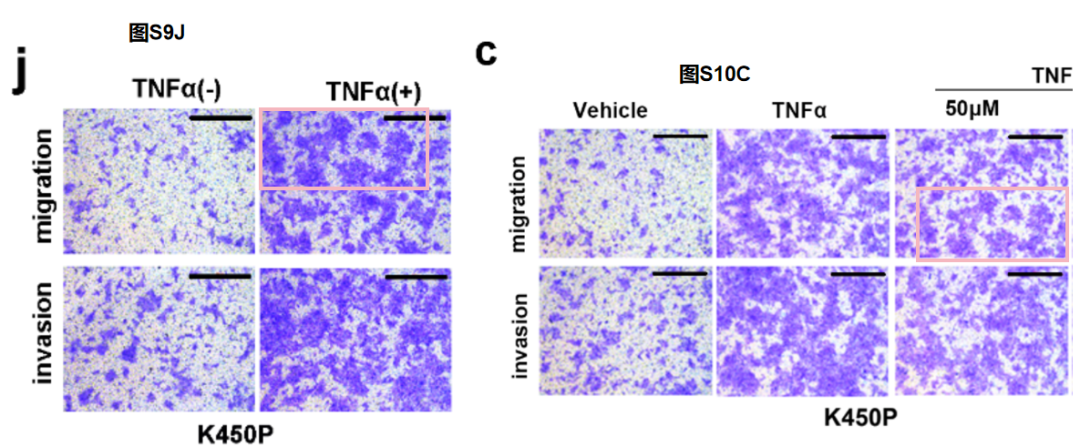 图S9J
j
TNFα(-)
TNFα(+)
migration
invasion
K450P
c
图S10C
TNF
Vehicle
TNFα
50μM
migration
invasion
K450P